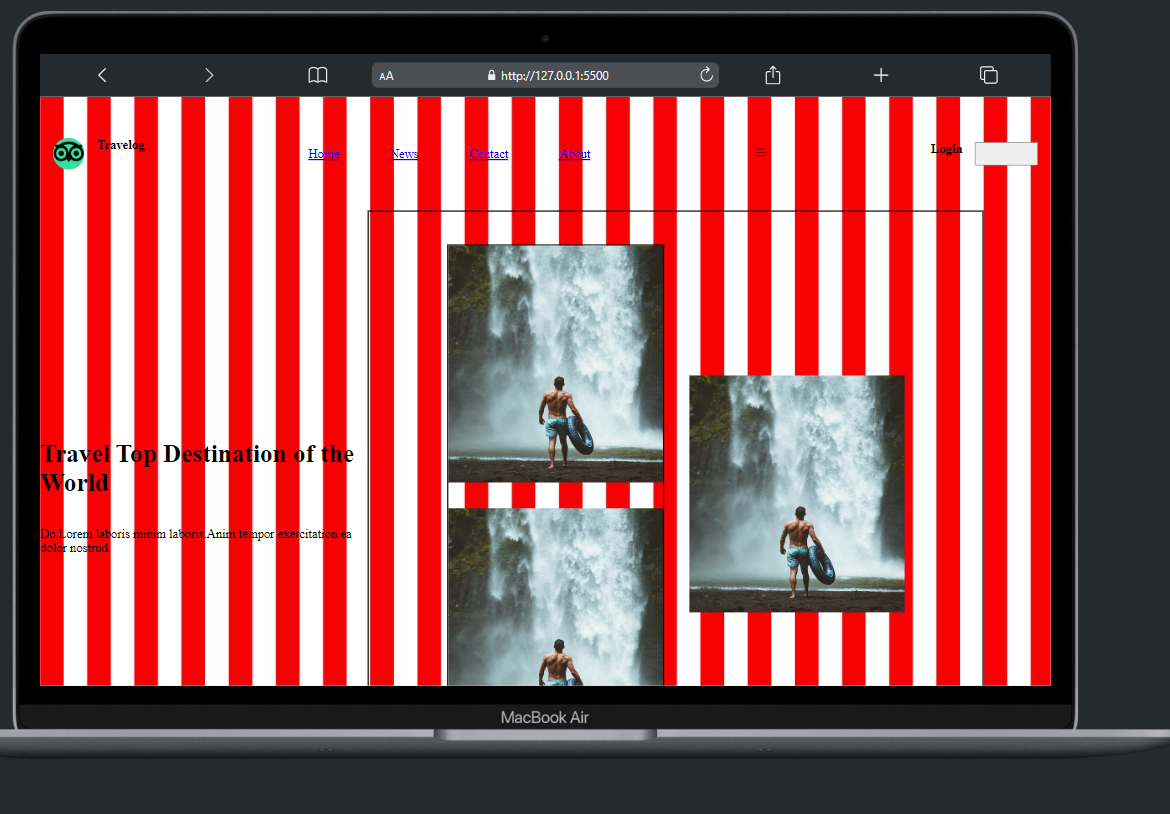 AA
http://127.0.0.1:5500
Travelog
Home
News
Contact
About
Login
Travel Top Destination of the
World
Do Lorem laboris minim laboris.Anim tempor exercitation ea
dolor nostrud.
MacBook Air